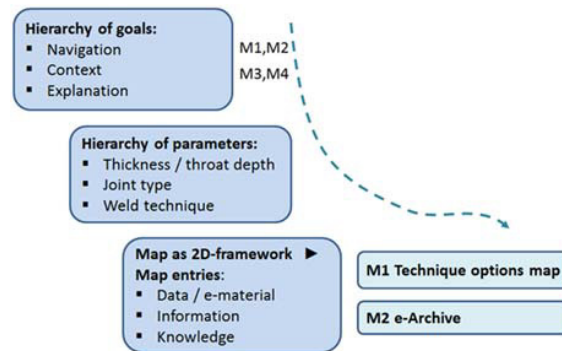 Hierarchy of goals:
▪ Navigation
▪ Context
▪ Explanation
M1,M2
M3,M4
Hierarchy of parameters:
▪ Thickness / throat depth
▪ Joint type
▪ Weld technique
Map as 2D-framework ►
Map entries:
▪ Data / e-material
▪ Information
▪ Knowledge
M1 Technique options map
M2 e-Archive